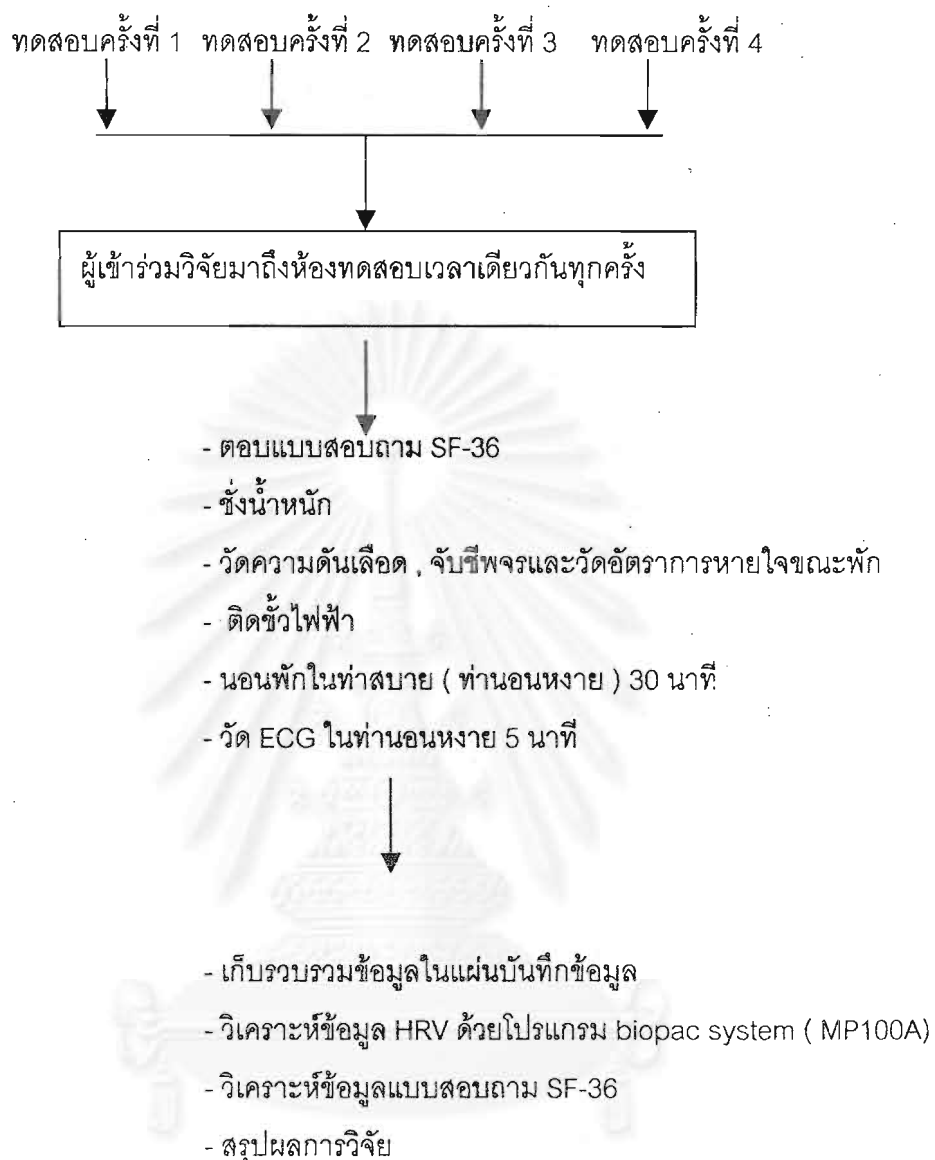 ทดสอบครั้งที่ 1 ทดสอบครั้งที่ 2 ทดสอบครั้งที่ 3 ทดสอบครั้งที่ 4
ผู้เข้าร่วมวิจัยมาถึงห้องทดสอบเวลาเดียวกันทุกครั้ง
- ตอบแบบสอบถาม SF-36
- ชั่งน้ำหนัก
- วัดความดันเลือด , จับชีพจรและวัดอัตราการหายใจขณะพัก
- ติดขั้วไฟฟ้า
- นอนพักในท่าสบาย ( ท่านอนหงาย ) 30 นาที
- วัด ECG ในท่านอนหงาย 5 นาที
- เก็บรวบรวมข้อมูลในแผ่นบันทึกข้อมูล
- วิเคราะห์ข้อมูล HRV ด้วยโปรแกรม biopac system ( MP100A)
- วิเคราะห์ข้อมูลแบบสอบถาม SF-36
- สรุปผลการวิจัย